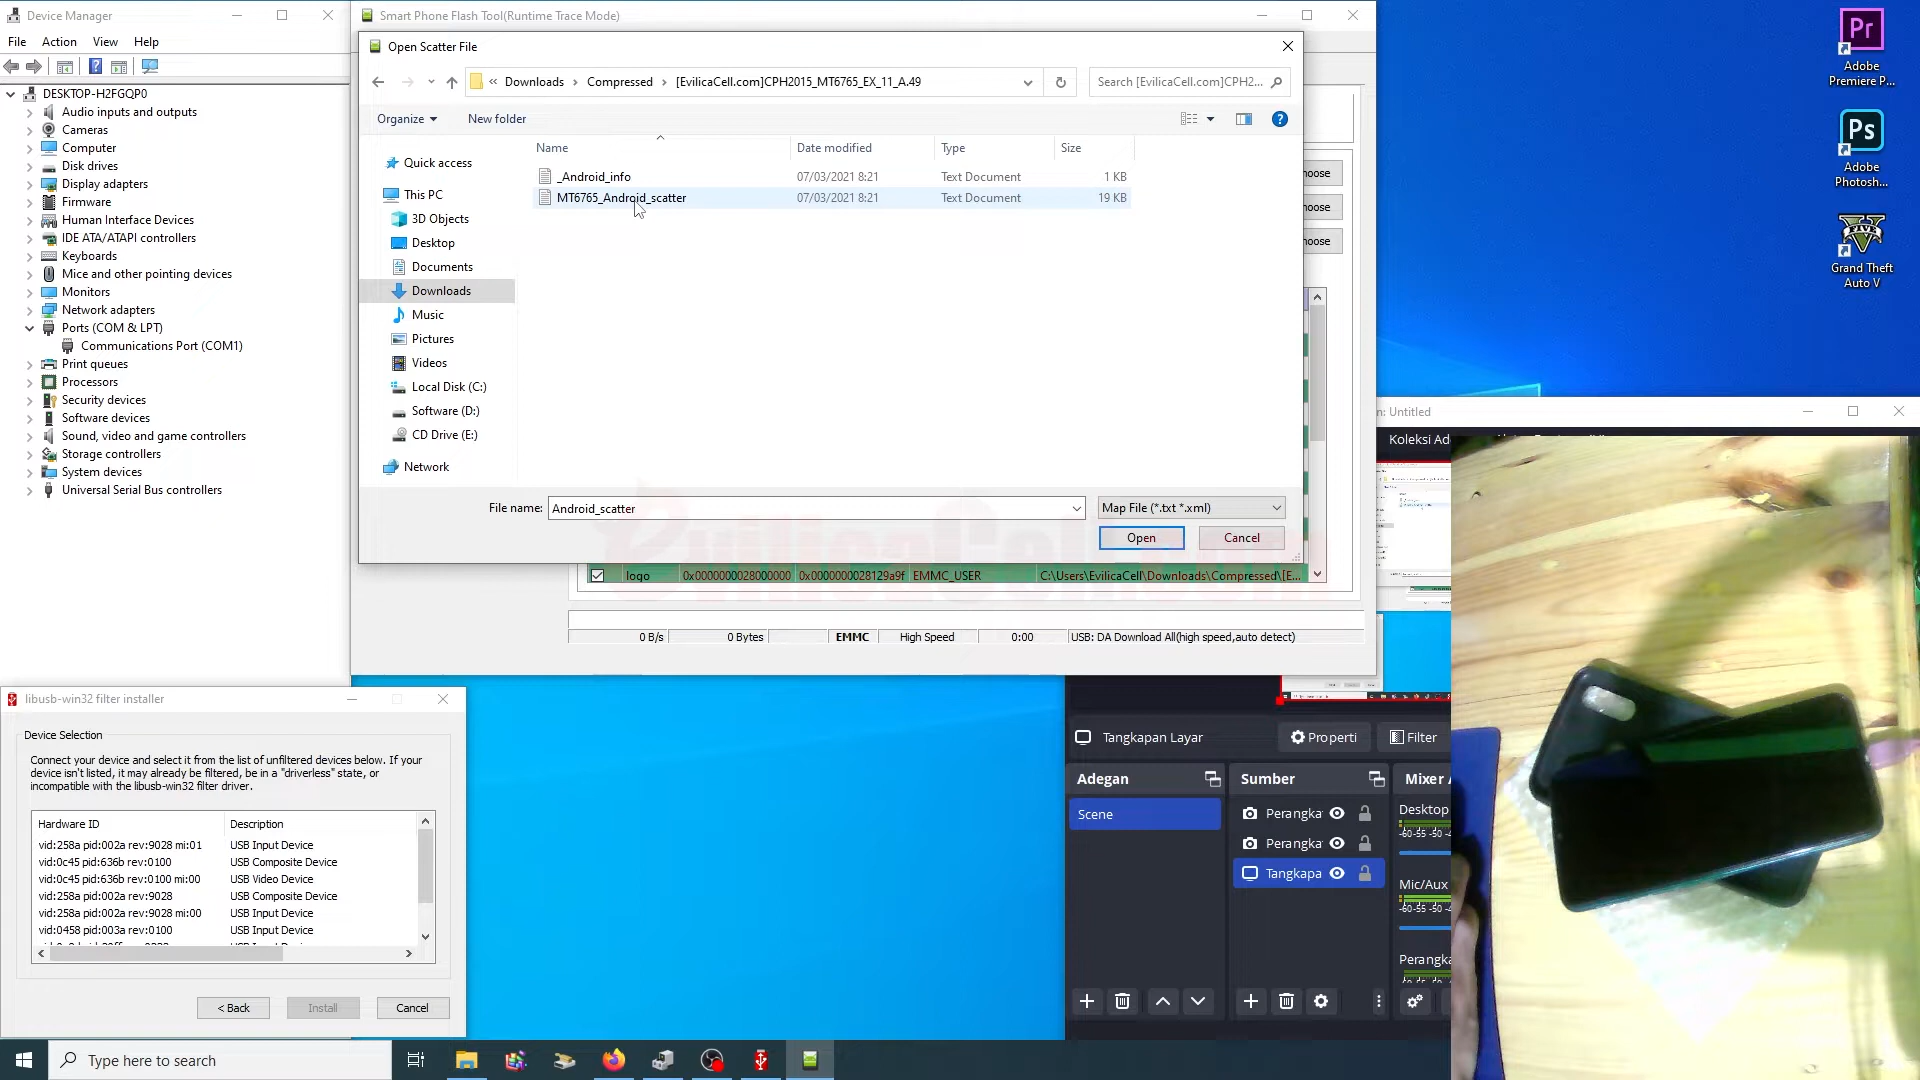 Device Manager
File Action View Help
DESKTOP-H2FGQP0
Audio inputs and outputs
Cameras
Computer
Disk drives
Display adapters
Firmware
Human Interface Devices
IDE ATA/ATAPI controllers
Keyboards
Mice and other pointing devices
Monitors
Network adapters
Ports (COM & LPT)
Communications Port (COM1)
Print queues
Processors
Security devices
Software devices
Sound, video and game controllers
Storage controllers
System devices
Universal Serial Bus controllers
Smart Phone Flash Tool(Runtime Trace Mode)
Open Scatter File
« Downloads › Compressed › [EvilicaCell.com]CPH2015_MT6765_EX_11_A.49
Search [EvilicaCell.com]CPH2...
Organize
New folder
Name Date modified Type Size
_Android_info 07/03/2021 8:21 Text Document 1 KB
MT6765_Android_scatter 07/03/2021 8:21 Text Document 19 KB
Quick access
This PC
3D Objects
Desktop
Documents
Downloads
Music
Pictures
Videos
Local Disk (C:)
Software (D:)
CD Drive (E:)
Network
File name: Android_scatter
Map File (*.txt *.xml)
Open
Cancel
hoose
hoose
hoose
EvilicaCell.com
logo 0x0000000028000000 0x0000000028129a9f EMMC_USER C:\Users\EvilicaCell\Downloads\Compressed\[E...
0 B/s 0 Bytes EMMC High Speed 0:00 USB: DA Download All(high speed,auto detect)
Adobe
Premiere P...
Adobe
Photosh...
Grand Theft
Auto V
n: Untitled
Koleksi Ad
libusb-win32 filter installer
Device Selection
Connect your device and select it from the list of unfiltered devices below. If your
device isn't listed, it may already be filtered, be in a "driverless" state, or
incompatible with the libusb-win32 filter driver.
Hardware ID Description
vid:258a pid:002a rev:9028 mi:01 USB Input Device
vid:0c45 pid:636b rev:0100 USB Composite Device
vid:0c45 pid:636b rev:0100 mi:00 USB Video Device
vid:258a pid:002a rev:9028 USB Composite Device
vid:258a pid:002a rev:9028 mi:00 USB Input Device
vid:0458 pid:003a rev:0100 USB Input Device
< Back
Install
Cancel
Tangkapan Layar
Properti
Filter
Adegan
Scene
Sumber
Perangka
Perangka
Tangkapa
Mixer A
Desktop
-60-55 -50 -4
Mic/Aux
-60-55 -50 -4
Perangka
Type here to search